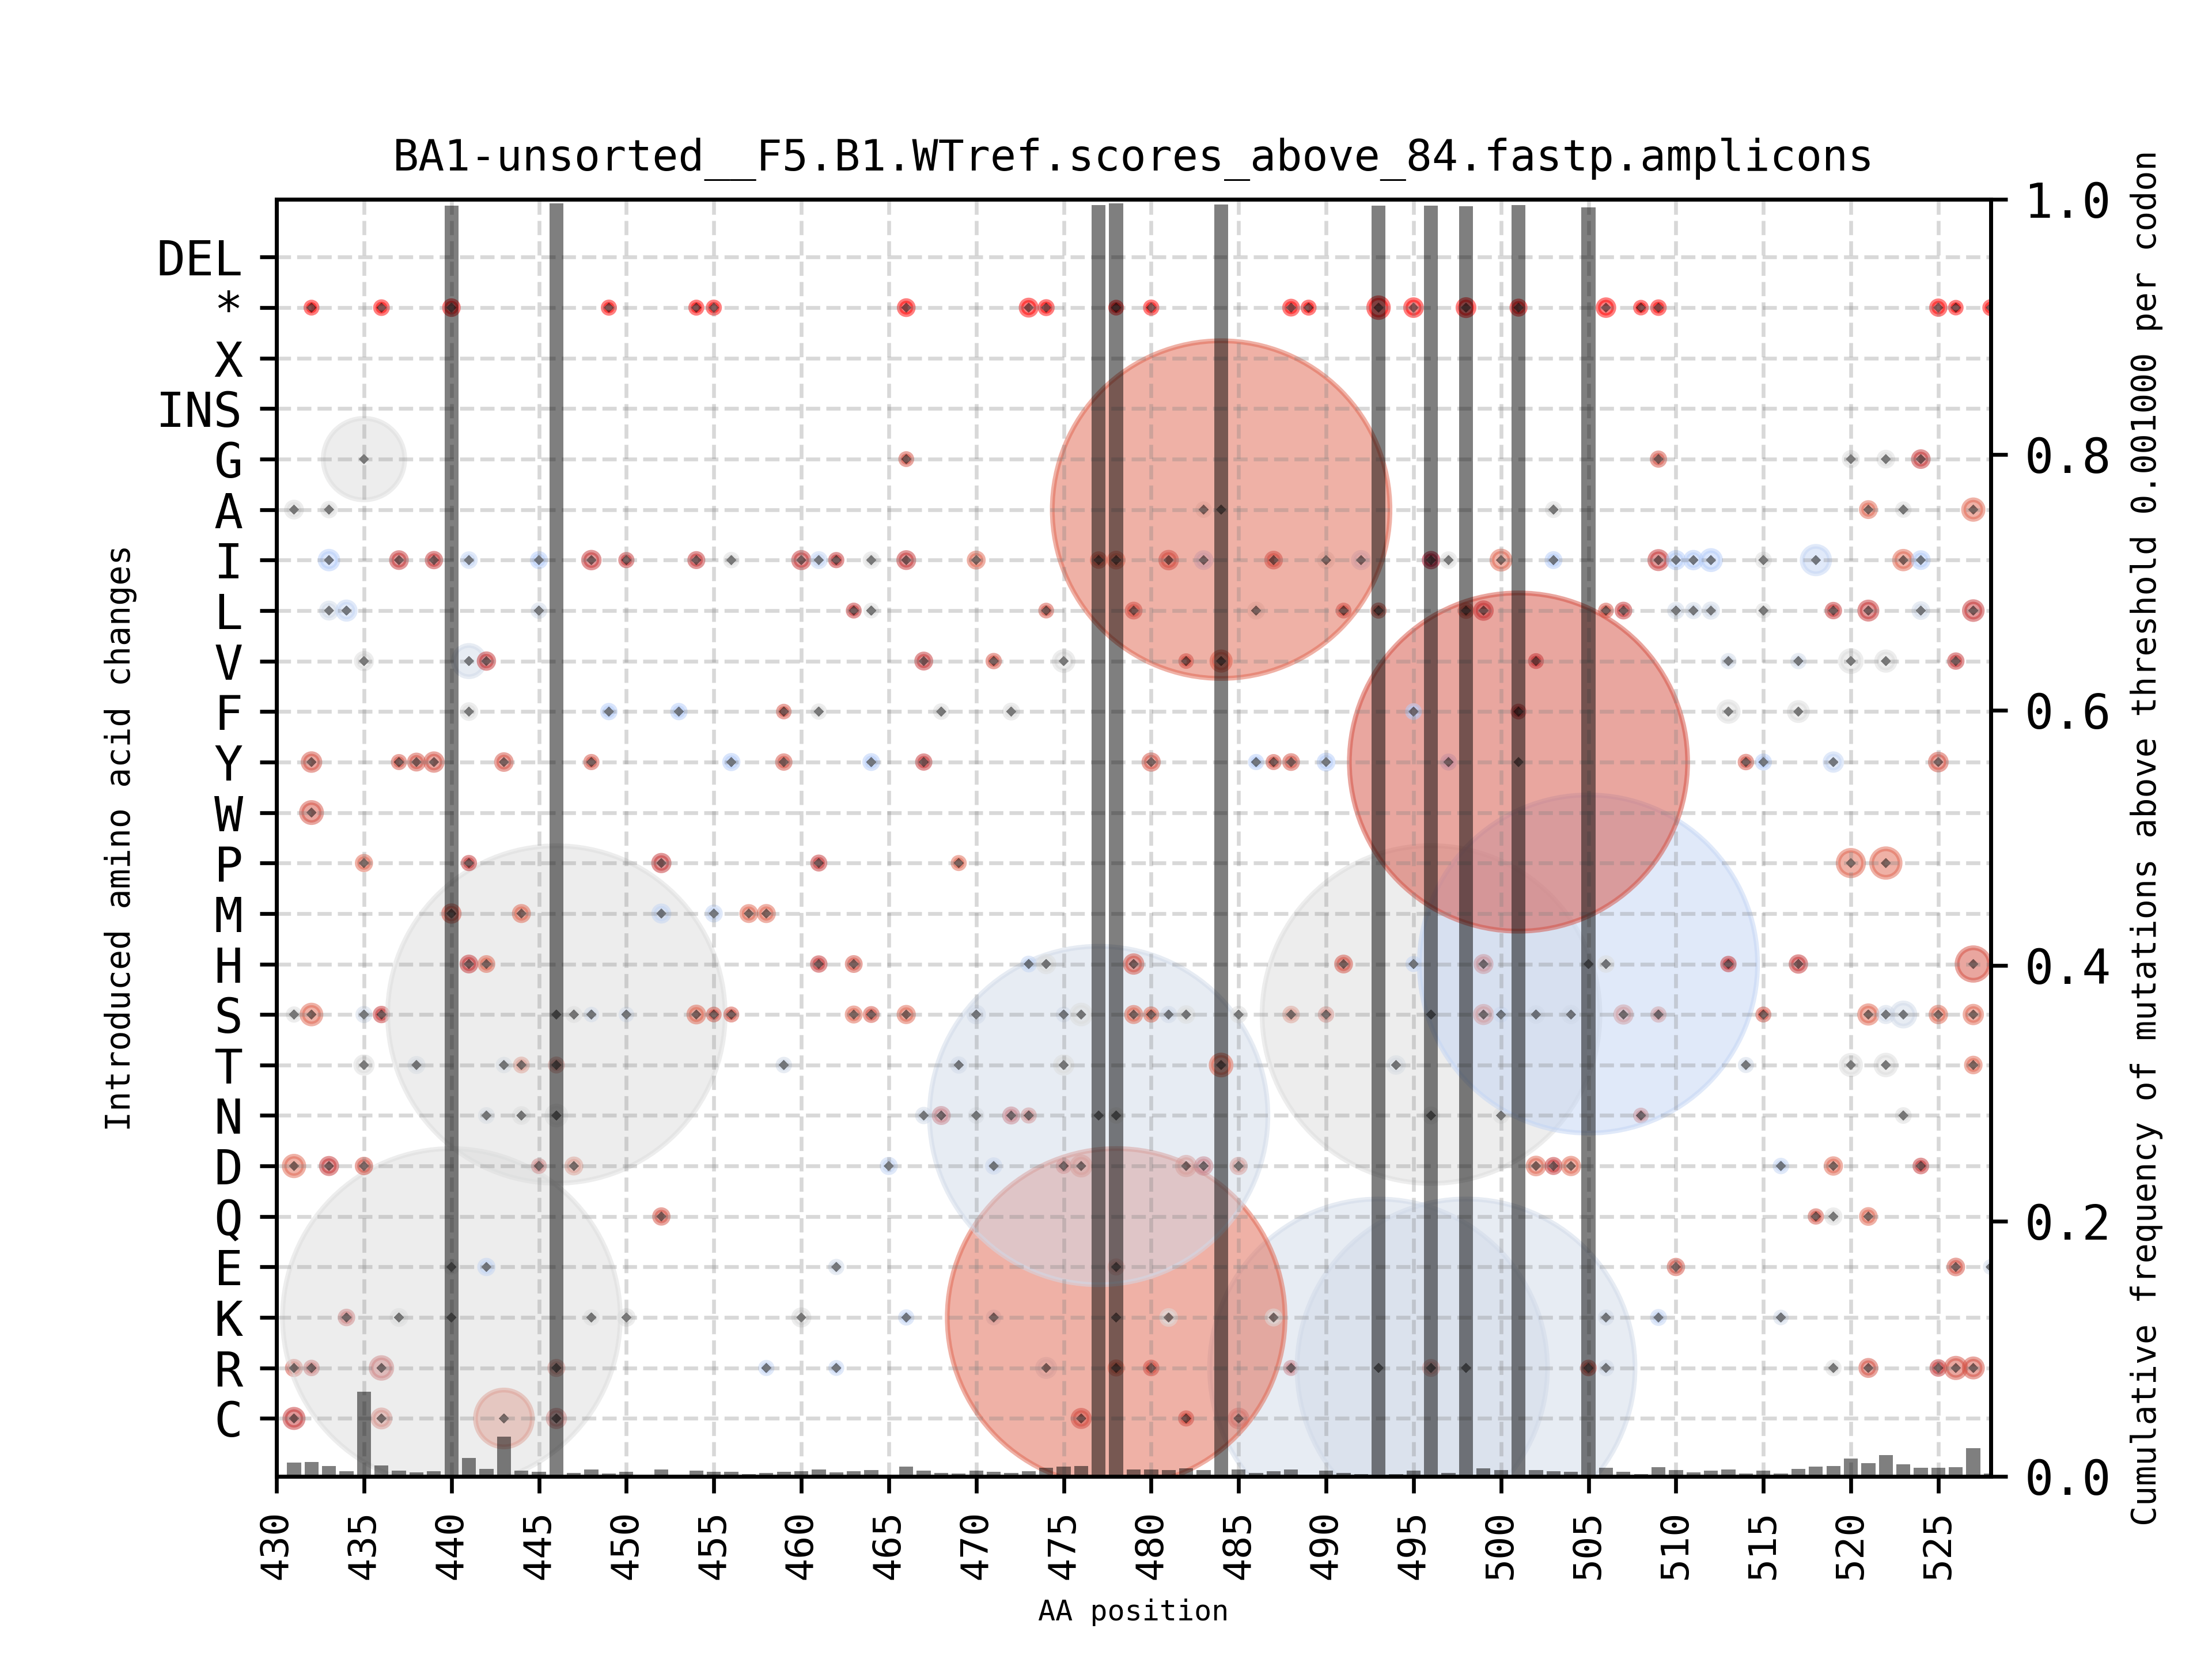 BA1-unsorted__F5.B1.WTref.scores_above_84.fastp.amplicons
Introduced amino acid changes
DEL
*
X
INS
G
A
I
L
V
F
Y
W
P
M
H
S
T
N
D
Q
E
K
R
C
1.0
0.8
0.6
0.4
0.2
0.0
Cumulative frequency of mutations above threshold 0.001000 per codon
430
435
440
445
450
455
460
465
470
475
480
485
490
495
500
505
510
515
520
525
AA position